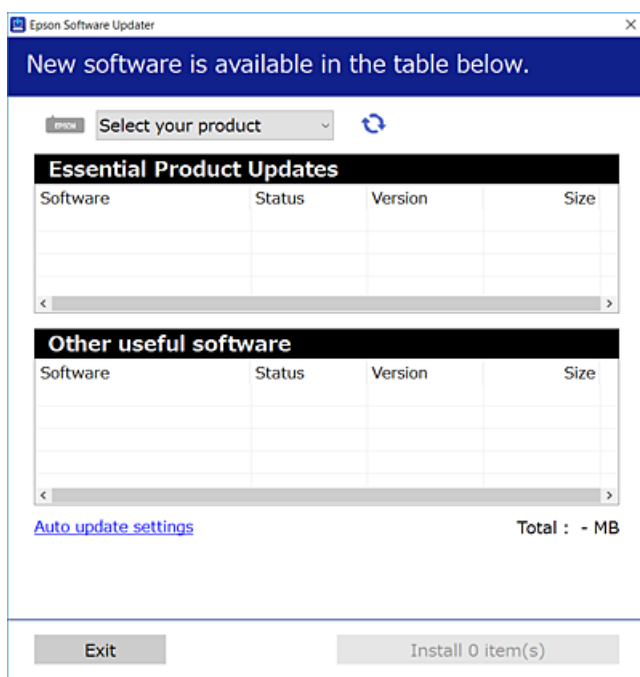 Epson Software Updater
New software is available in the table below.
EPSON Select your product
Essential Product Updates
Software Status Version Size
Other useful software
Software Status Version Size
Auto update settings Total : - MB
Exit Install 0 item(s)